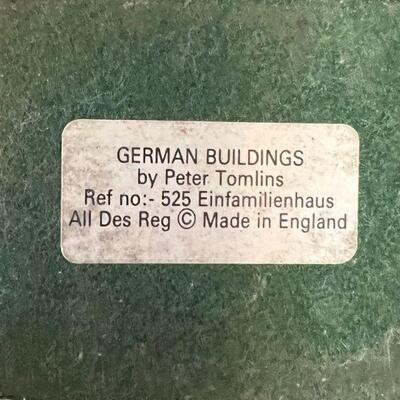 GERMAN BUILDINGS
by Peter Tomlins
Ref no:- 525 Einfamilienhaus
All Des Reg © Made in England